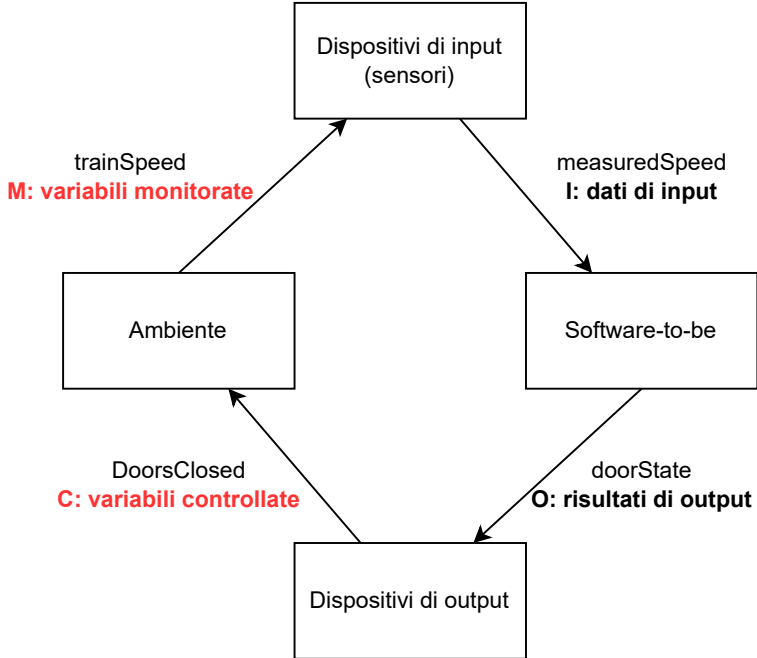 Dispositivi di input
(sensori)
trainSpeed
M: variabili monitorate
measuredSpeed
I: dati di input
Ambiente
Software-to-be
DoorsClosed
C: variabili controllate
doorState
O: risultati di output
Dispositivi di output